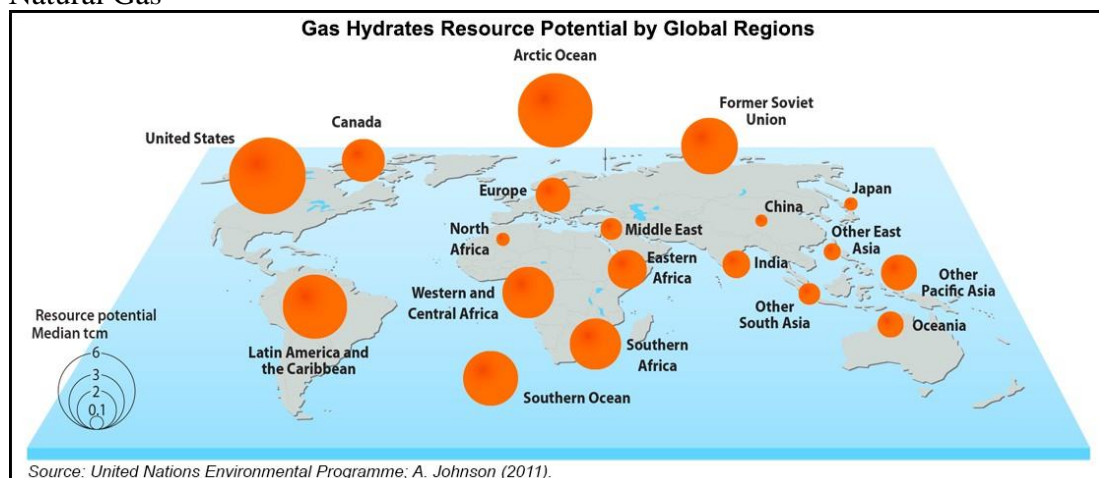 Natural Gas
Gas Hydrates Resource Potential by Global Regions
Arctic Ocean
Former Soviet
Union
Canada
United States
Europe
Japan
China
North
Africa
Middle East
Other East
Asia
Eastern
Africa
India
Other
Pacific Asia
Western and
Central Africa
Other
South Asia
Oceania
Resource potential
Median tcm
6
3
2
0,1
Latin America and
the Caribbean
Southern
Africa
Southern Ocean
Source: United Nations Environmental Programme; A. Johnson (2011).